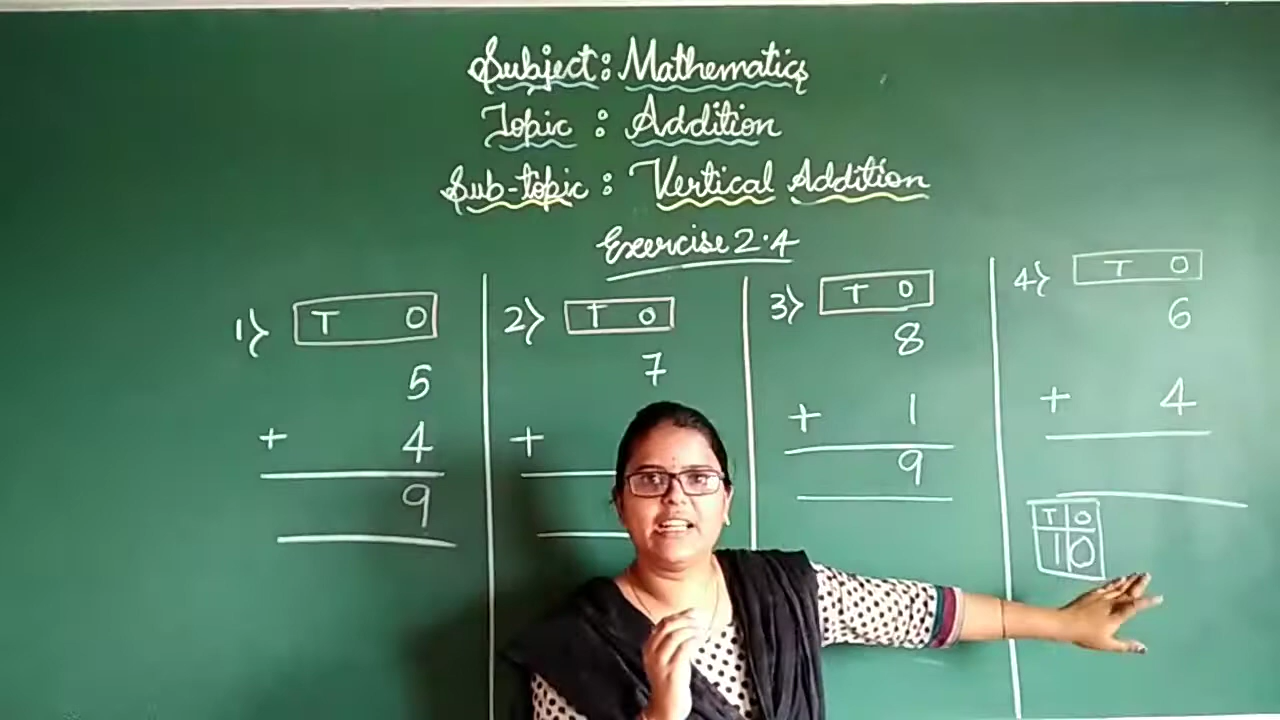 Subject: Mathematics
Topic : Addition
Sub-topic : Vertical Addition
Exercise 2.4
1) T O
5
+ 4
9
2) T O
7
+
3) T O
8
+ 1
9
4) T O
6
+ 4
T O
1 0